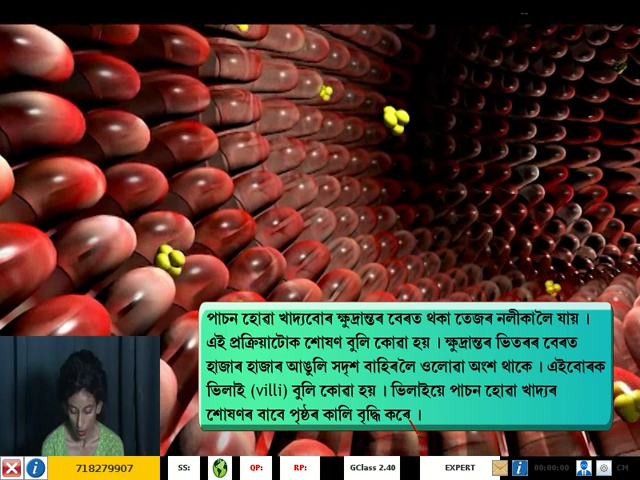 পাচন হোৱা খাদ্যবোৰ ক্ষুদ্ৰান্তৰ বেৰত থকা তেজৰ নলীকালৈ যায় ।
এই প্ৰক্ৰিয়াটোক শোষণ বুলি কোৱা হয় । ক্ষুদ্ৰান্তৰ ভিতৰৰ বেৰত
হাজাৰ হাজাৰ আঙুলি সদৃশ বাহিৰলৈ ওলোৱা অংশ থাকে । এইবোৰক
ভিলাই (villi) বুলি কোৱা হয় । ভিলাইয়ে পাচন হোৱা খাদ্যৰ
শোষণৰ বাবে পৃষ্ঠৰ কালি বৃদ্ধি কৰে ।
718279907 SS: QP: RP: GClass 2.40 EXPERT 00:00:00 CM